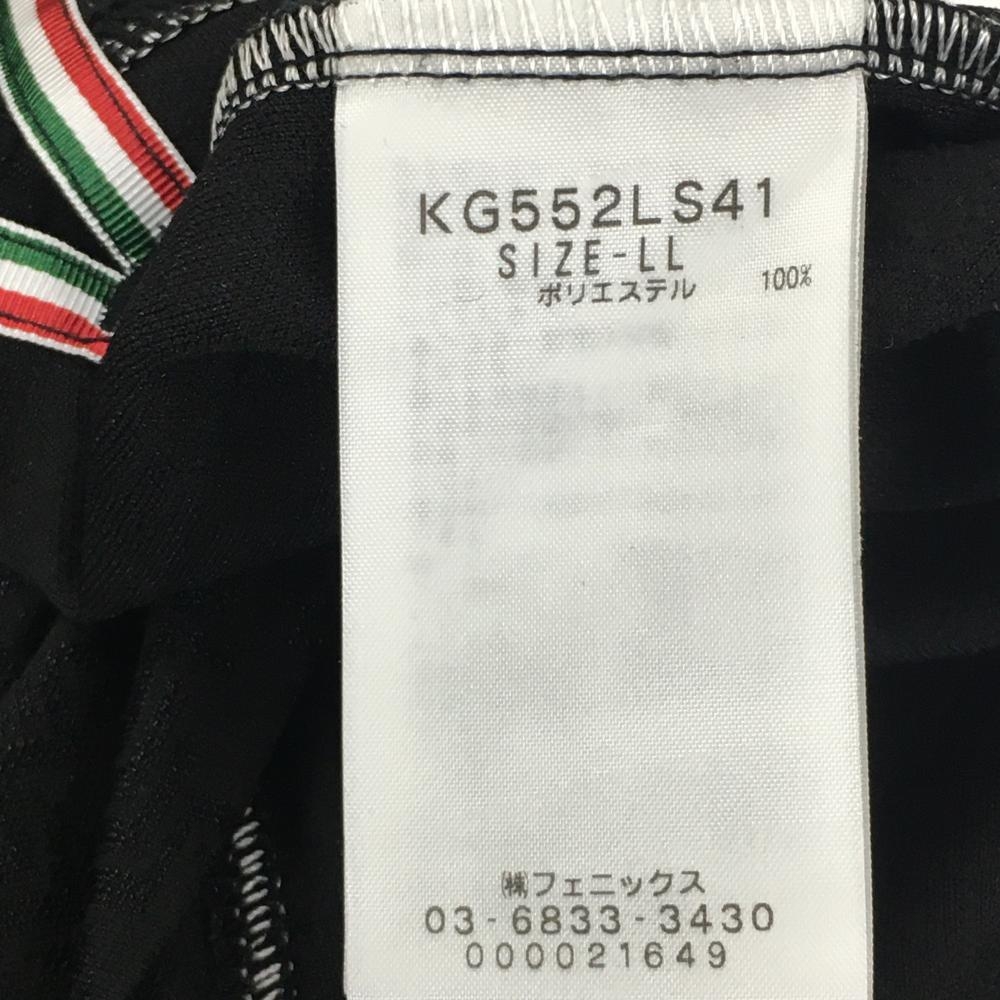 KG552LS41
SIZE-LL
ポリエステル 100%
㈱フェニックス
03-6833-3430
000021649